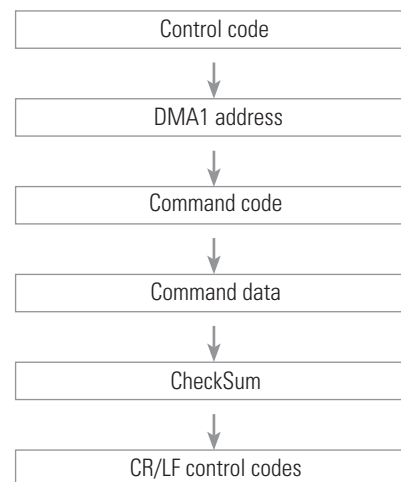 Control code
DMA1 address
Command code
Command data
CheckSum
CR/LF control codes